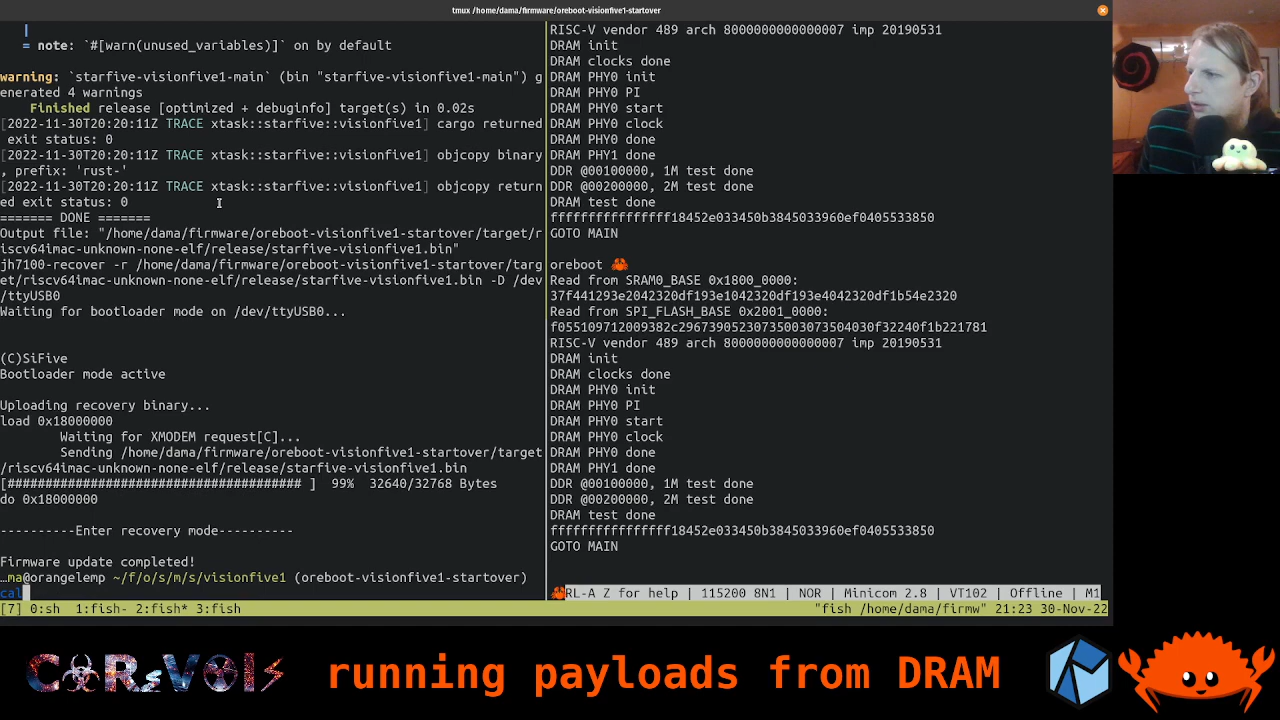 tmux /home/dama/firmware/oreboot-visionfive1-startover
|
= note: `#[warn(unused_variables)]` on by default
warning: `starfive-visionfive1-main` (bin "starfive-visionfive1-main") g
enerated 4 warnings
Finished release [optimized + debuginfo] target(s) in 0.02s
[2022-11-30T20:20:11Z TRACE xtask::starfive::visionfive1] cargo returned
exit status: 0
[2022-11-30T20:20:11Z TRACE xtask::starfive::visionfive1] objcopy binary
, prefix: 'rust-'
[2022-11-30T20:20:11Z TRACE xtask::starfive::visionfive1] objcopy return
ed exit status: 0
======= DONE =======
Output file: "/home/dama/firmware/oreboot-visionfive1-startover/target/r
iscv64imac-unknown-none-elf/release/starfive-visionfive1.bin"
jh7100-recover -r /home/dama/firmware/oreboot-visionfive1-startover/targ
et/riscv64imac-unknown-none-elf/release/starfive-visionfive1.bin -D /dev
/ttyUSB0
Waiting for bootloader mode on /dev/ttyUSB0...
(C)SiFive
Bootloader mode active
Uploading recovery binary...
load 0x18000000
Waiting for XMODEM request[C]...
Sending /home/dama/firmware/oreboot-visionfive1-startover/target
/riscv64imac-unknown-none-elf/release/starfive-visionfive1.bin
[####################################### ]  99%  32640/32768 Bytes
do 0x18000000
----------Enter recovery mode----------
Firmware update completed!
…ma@orangelemp ~/f/o/s/m/s/visionfive1 (oreboot-visionfive1-startover)
cal
RISC-V vendor 489 arch 8000000000000007 imp 20190531
DRAM init
DRAM clocks done
DRAM PHY0 init
DRAM PHY0 PI
DRAM PHY0 start
DRAM PHY0 clock
DRAM PHY0 done
DRAM PHY1 done
DDR @00100000, 1M test done
DDR @00200000, 2M test done
DRAM test done
ffffffffffffffff18452e033450b3845033960ef0405533850
GOTO MAIN
oreboot 🦀
Read from SRAM0_BASE 0x1800_0000:
37f441293e2042320df193e1042320df193e4042320df1b54e2320
Read from SPI_FLASH_BASE 0x2001_0000:
f055109712009382c29673905230735003073504030f32240f1b221781
RISC-V vendor 489 arch 8000000000000007 imp 20190531
DRAM init
DRAM clocks done
DRAM PHY0 init
DRAM PHY0 PI
DRAM PHY0 start
DRAM PHY0 clock
DRAM PHY0 done
DRAM PHY1 done
DDR @00100000, 1M test done
DDR @00200000, 2M test done
DRAM test done
ffffffffffffffff18452e033450b3845033960ef0405533850
GOTO MAIN
🦀RL-A Z for help | 115200 8N1 | NOR | Minicom 2.8 | VT102 | Offline | M1
[7] 0:sh  1:fish- 2:fish* 3:fish
"fish /home/dama/firmw" 21:23 30-Nov-22
running payloads from DRAM